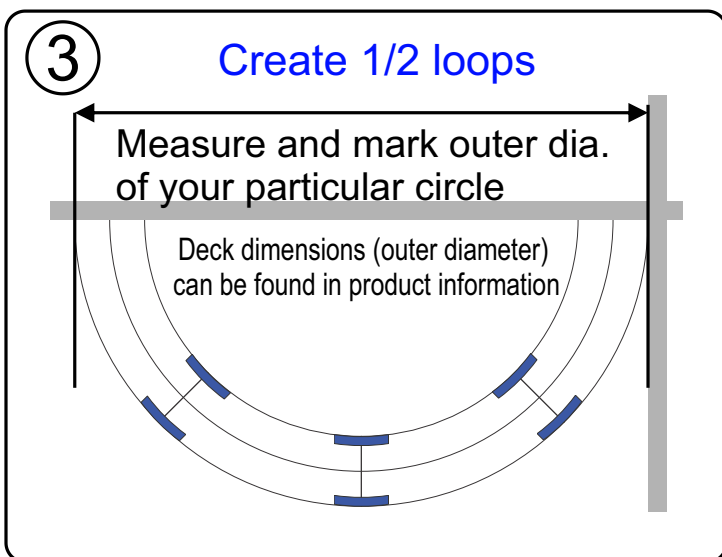 3
Create 1/2 loops
Measure and mark outer dia.
of your particular circle
Deck dimensions (outer diameter)
can be found in product information